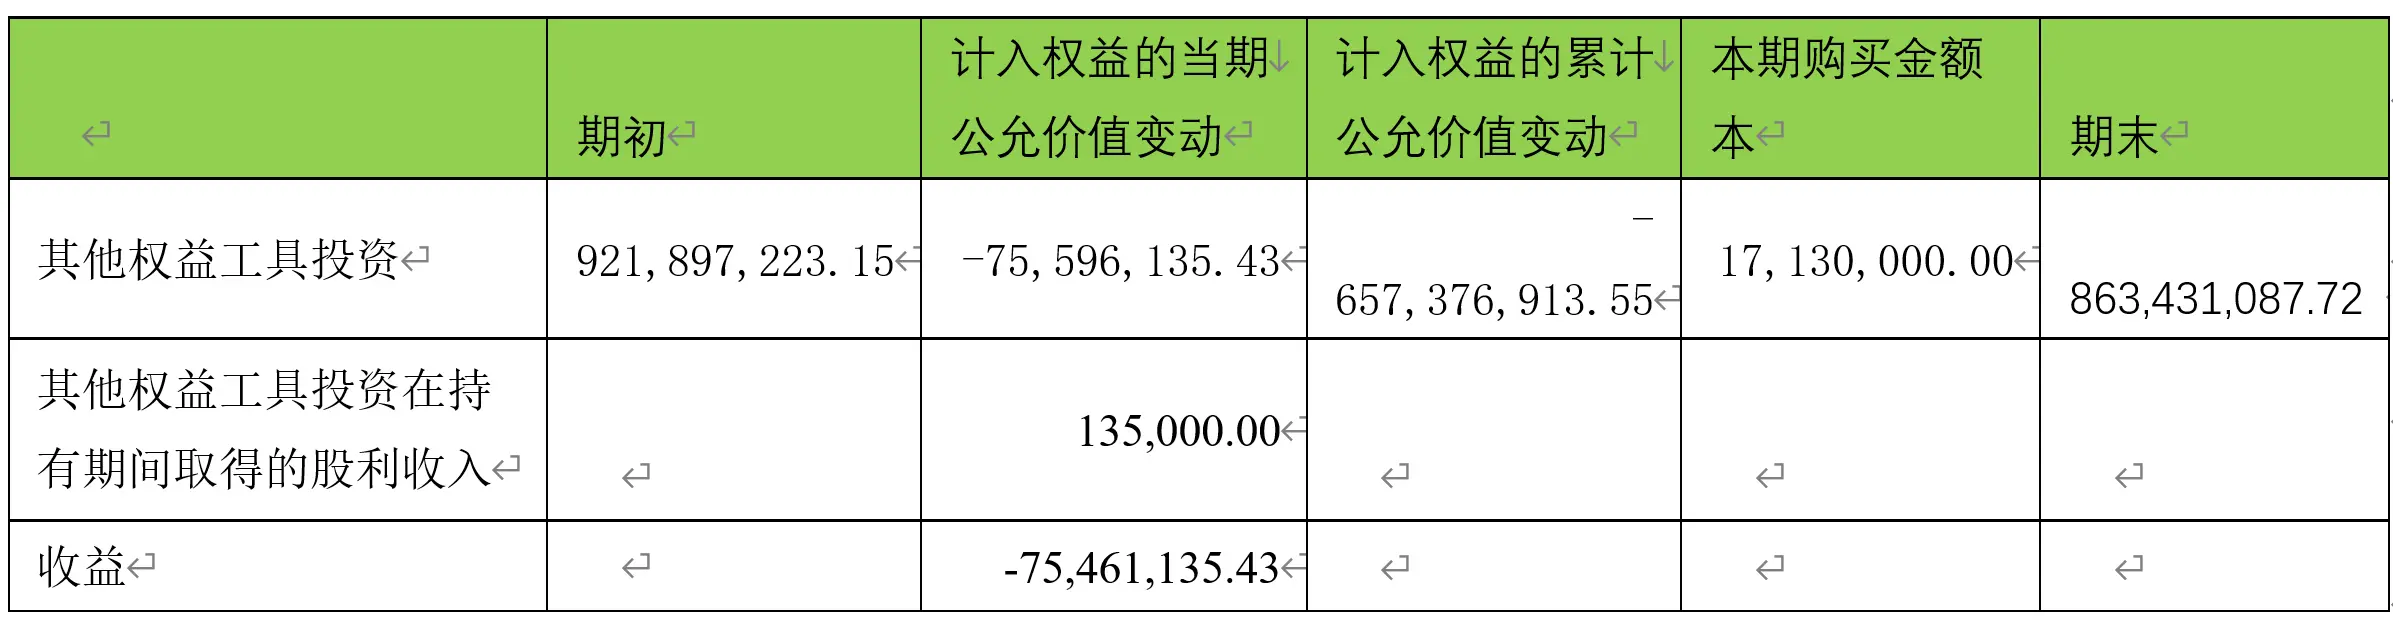 期初
计入权益的当期
公允价值变动
计入权益的累计
公允价值变动
本期购买金额
本
期末
其他权益工具投资
921,897,223.15
-75,596,135.43
-
657,376,913.55
17,130,000.00
863,431,087.72
其他权益工具投资在持
有期间取得的股利收入
135,000.00
收益
-75,461,135.43